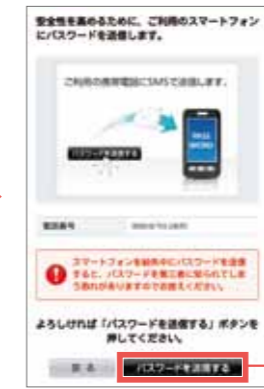 安全性を高めるために、ご利用のスマートフォン
にパスワードを送信します。
ご利用の携帯電話にSMSで送信します。
PASS
WORD
パスワードを送信する
電話番号
スマートフォンを紛失中にパスワードを送信
すると、パスワードを第三者に知られてしま
う恐れがありますのでお控えください。
よろしければ「パスワードを送信する」ボタンを
押してください。
戻る
パスワードを送信する